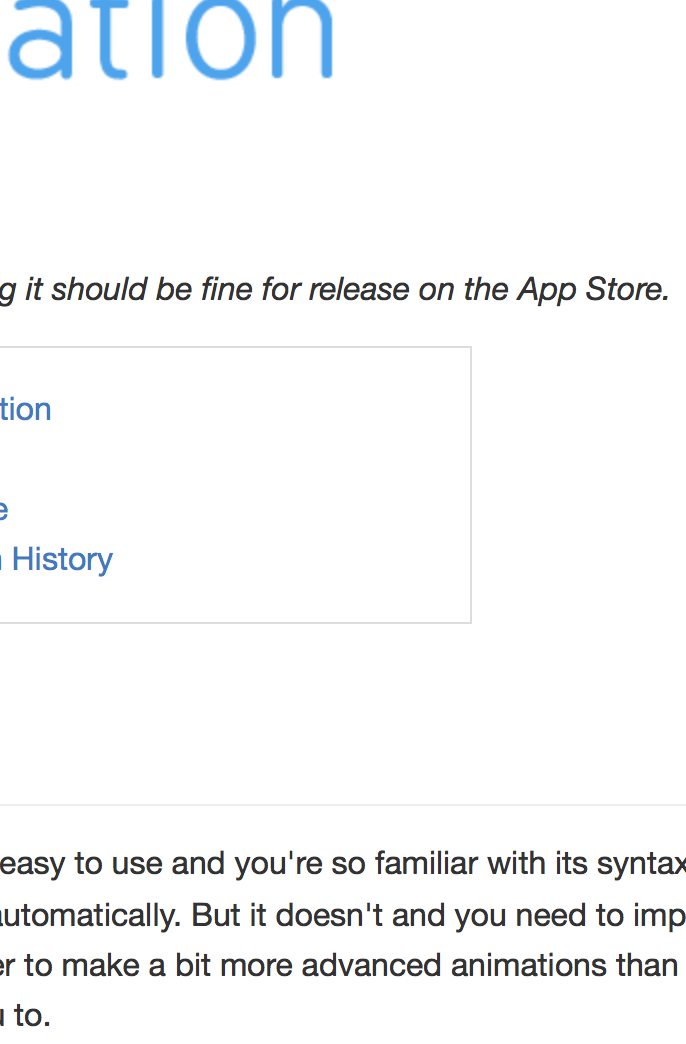 ation
g it should be fine for release on the App Store.
tion
e
History
easy to use and you're so familiar with its syntax
automatically. But it doesn't and you need to imp
er to make a bit more advanced animations than
to.